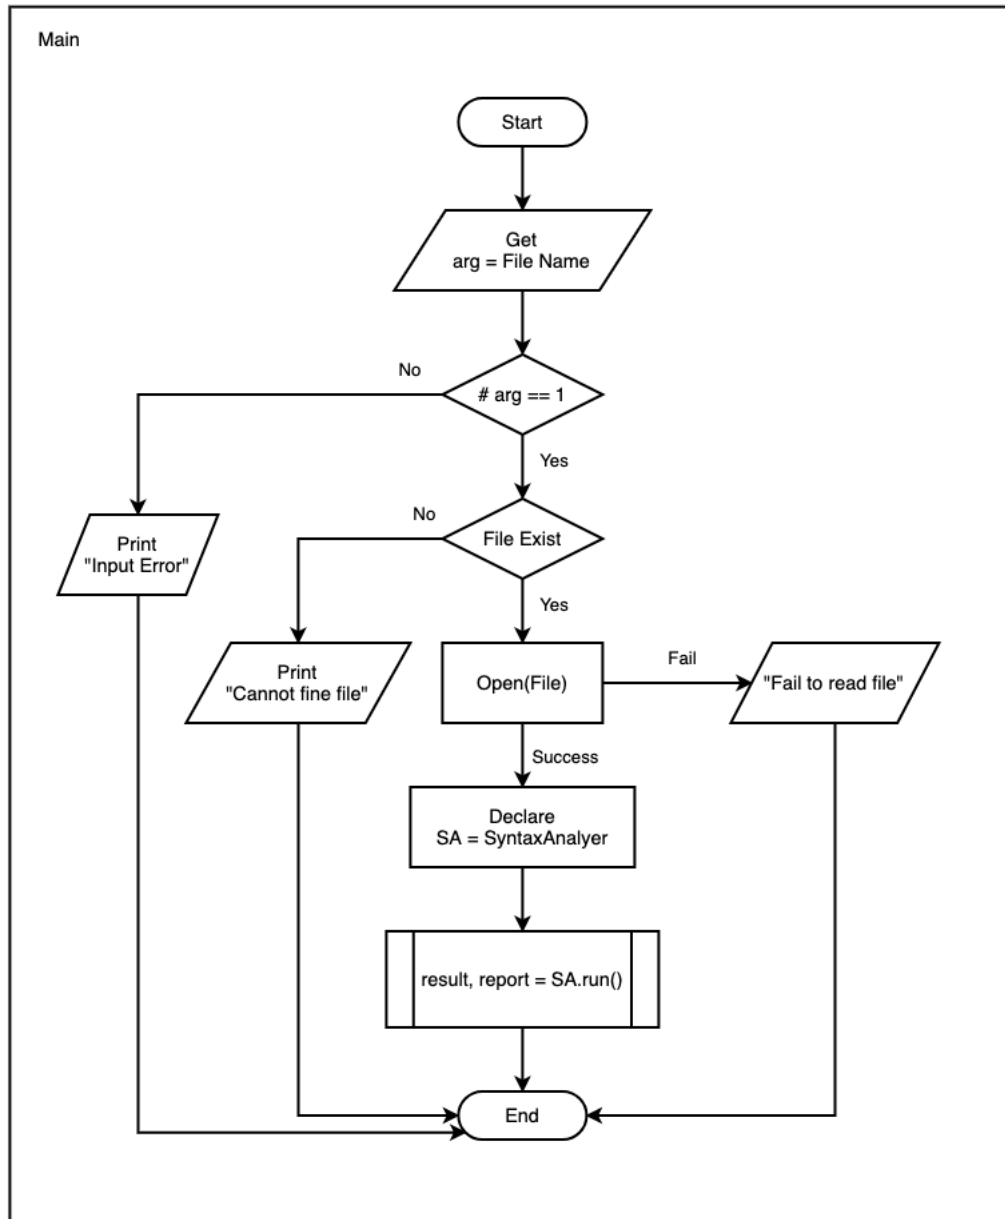 Main
Start
Get
arg = File Name
No
# arg == 1
Yes
No
File Exist
Print
"Input Error"
Yes
Print
"Cannot fine file"
Open(File)
Fail
"Fail to read file"
Success
Declare
SA = SyntaxAnalyer
result, report = SA.run()
End